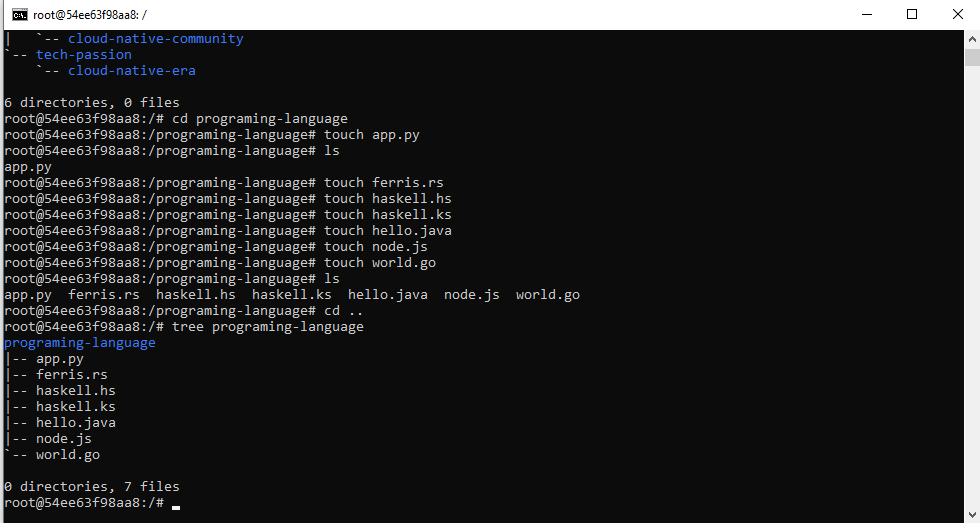 root@54ee63f98aa8: /
|   `-- cloud-native-community
`-- tech-passion
    `-- cloud-native-era

6 directories, 0 files
root@54ee63f98aa8:/# cd programing-language
root@54ee63f98aa8:/programing-language# touch app.py
root@54ee63f98aa8:/programing-language# ls
app.py
root@54ee63f98aa8:/programing-language# touch ferris.rs
root@54ee63f98aa8:/programing-language# touch haskell.hs
root@54ee63f98aa8:/programing-language# touch haskell.ks
root@54ee63f98aa8:/programing-language# touch hello.java
root@54ee63f98aa8:/programing-language# touch node.js
root@54ee63f98aa8:/programing-language# touch world.go
root@54ee63f98aa8:/programing-language# ls
app.py  ferris.rs  haskell.hs  haskell.ks  hello.java  node.js  world.go
root@54ee63f98aa8:/programing-language# cd ..
root@54ee63f98aa8:/# tree programing-language
programing-language
|-- app.py
|-- ferris.rs
|-- haskell.hs
|-- haskell.ks
|-- hello.java
|-- node.js
`-- world.go

0 directories, 7 files
root@54ee63f98aa8:/#